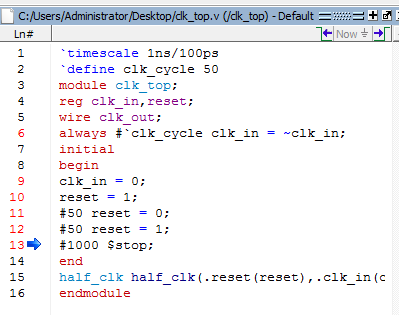 C:/Users/Administrator/Desktop/clk_top.v (/clk_top) - Default
Ln#
Now
1 `timescale 1ns/100ps
2 `define clk_cycle 50
3 module clk_top;
4 reg clk_in,reset;
5 wire clk_out;
6 always #`clk_cycle clk_in = ~clk_in;
7 initial
8 begin
9 clk_in = 0;
10 reset = 1;
11 #50 reset = 0;
12 #50 reset = 1;
13 #1000 $stop;
14 end
15 half_clk half_clk(.reset(reset),.clk_in(c
16 endmodule